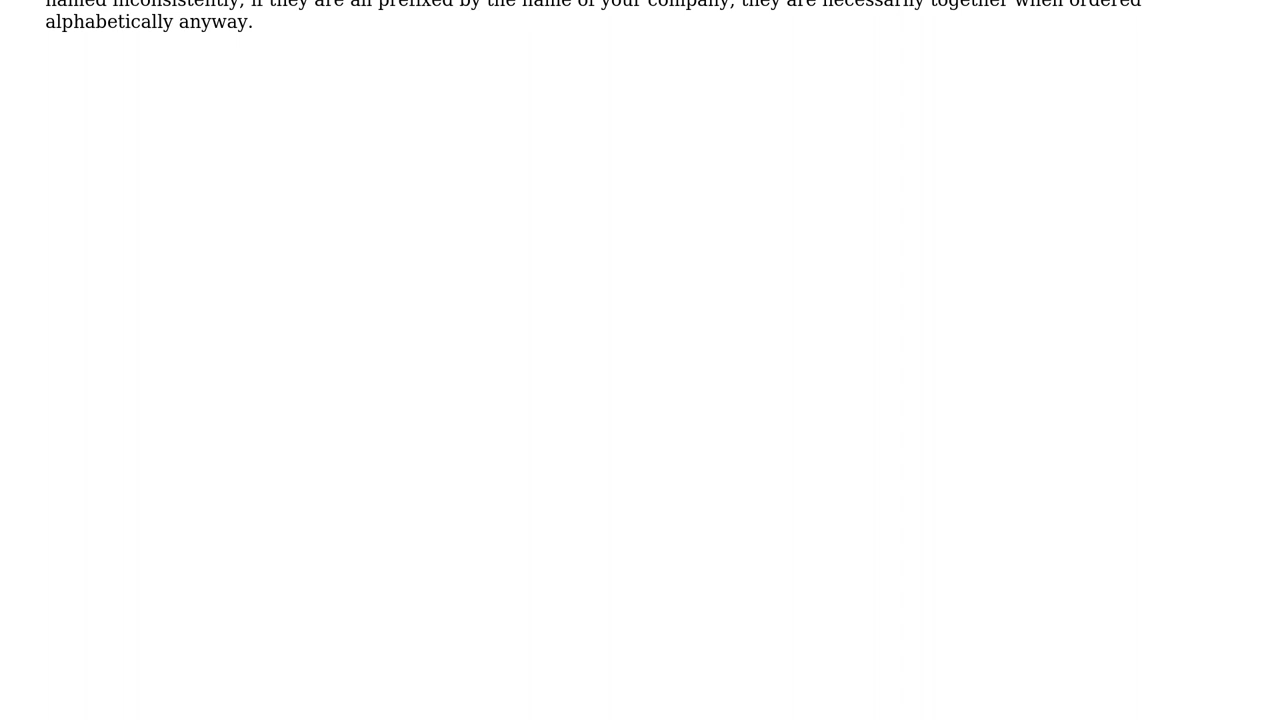 named inconsistently, if they are all prefixed by the name of your company, they are necessarily together when ordered
alphabetically anyway.